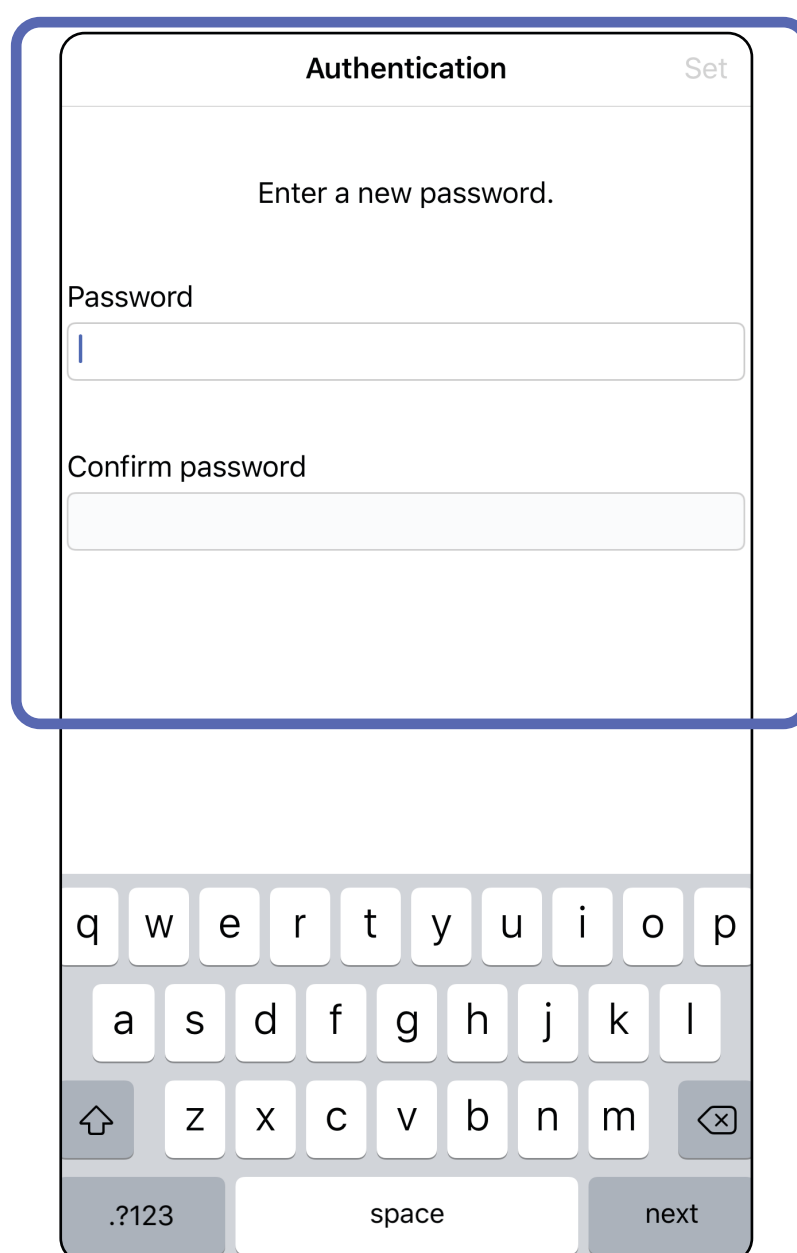 Authentication Set
Enter a new password.
Password
Confirm password
q w e r t y u i o p
a s d f g h j k l
z x c v b n m
.?123 space next